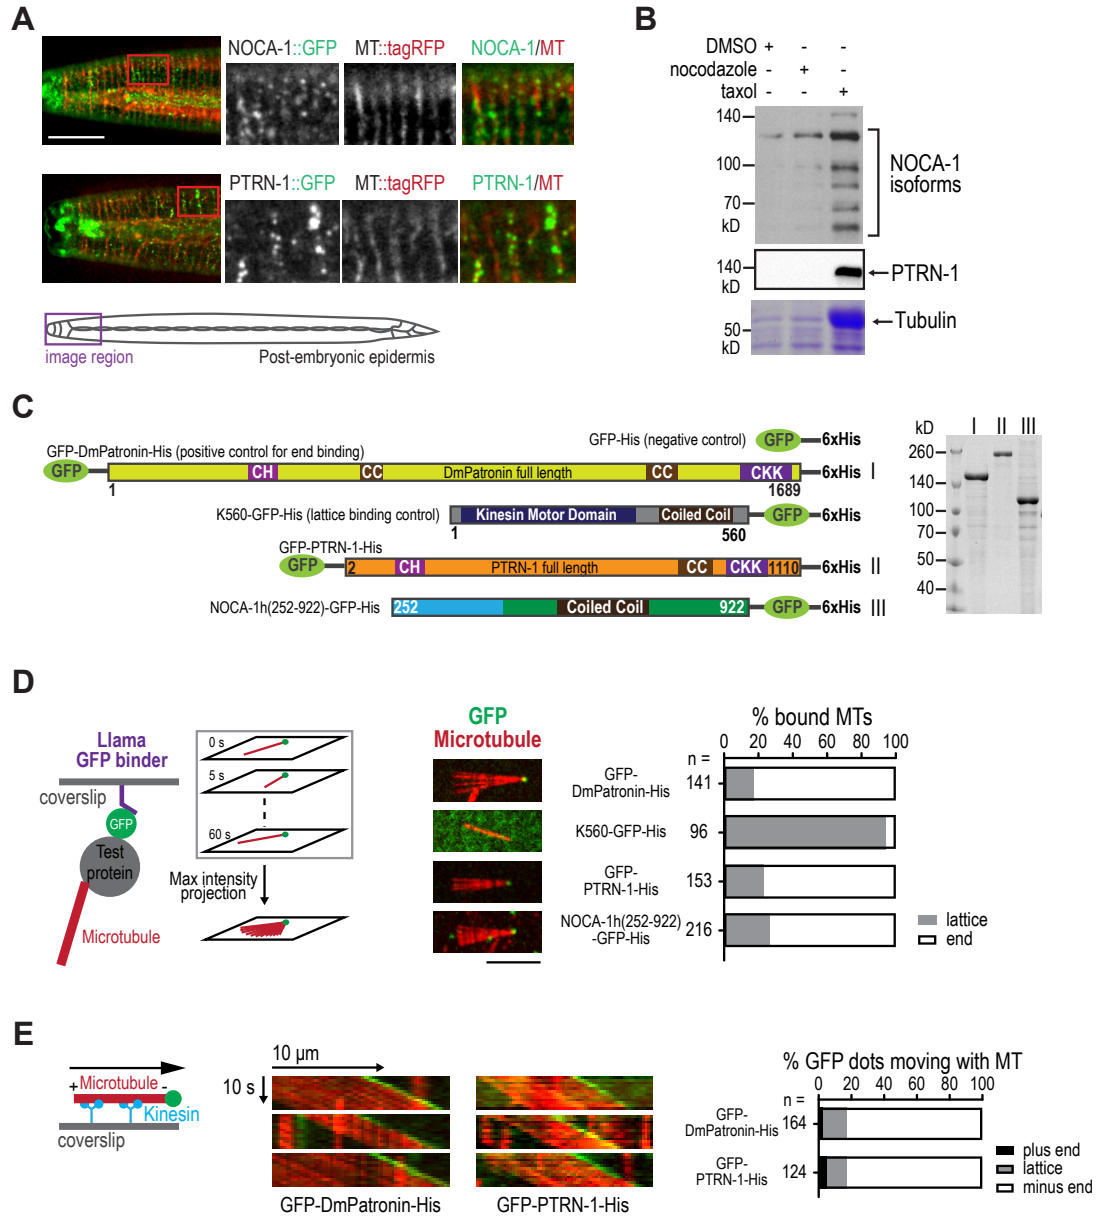 A
NOCA-1::GFP
MT::tagRFP
NOCA-1/MT
PTRN-1::GFP
MT::tagRFP
PTRN-1/MT
image region
Post-embryonic epidermis
B
DMSO + - -
nocodazole - + -
taxol - - +
140
100
70
kD
NOCA-1
isoforms
140
kD
PTRN-1
50
kD
Tubulin
C
GFP-His (negative control)
GFP
6xHis
GFP-DmPatronin-His (positive control for end binding)
GFP
CH
CC
DmPatronin full length
CC
CKK
6xHis
I
1
1689
K560-GFP-His (lattice binding control)
Kinesin Motor Domain
Coiled Coil
GFP
6xHis
1
560
GFP-PTRN-1-His
GFP
2
CH
PTRN-1 full length
CC
CKK
1110
6xHis
II
NOCA-1h(252-922)-GFP-His
252
Coiled Coil
922
GFP
6xHis
III
kD
I
II
III
260
140
100
70
50
40
D
Llama
GFP binder
coverslip
GFP
Test
protein
Microtubule
0 s
5 s
60 s
Max intensity
projection
GFP
Microtubule
% bound MTs
0 20 40 60 80 100
n =
GFP-
DmPatronin-His
141
K560-GFP-His
96
GFP-
PTRN-1-His
153
NOCA-1h(252-922)
-GFP-His
216
lattice
end
E
+
Microtubule
-
Kinesin
coverslip
10 µm
10 s
GFP-DmPatronin-His
GFP-PTRN-1-His
% GFP dots moving with MT
0 20 40 60 80 100
n =
GFP-
DmPatronin-His
164
GFP-
PTRN-1-His
124
plus end
lattice
minus end